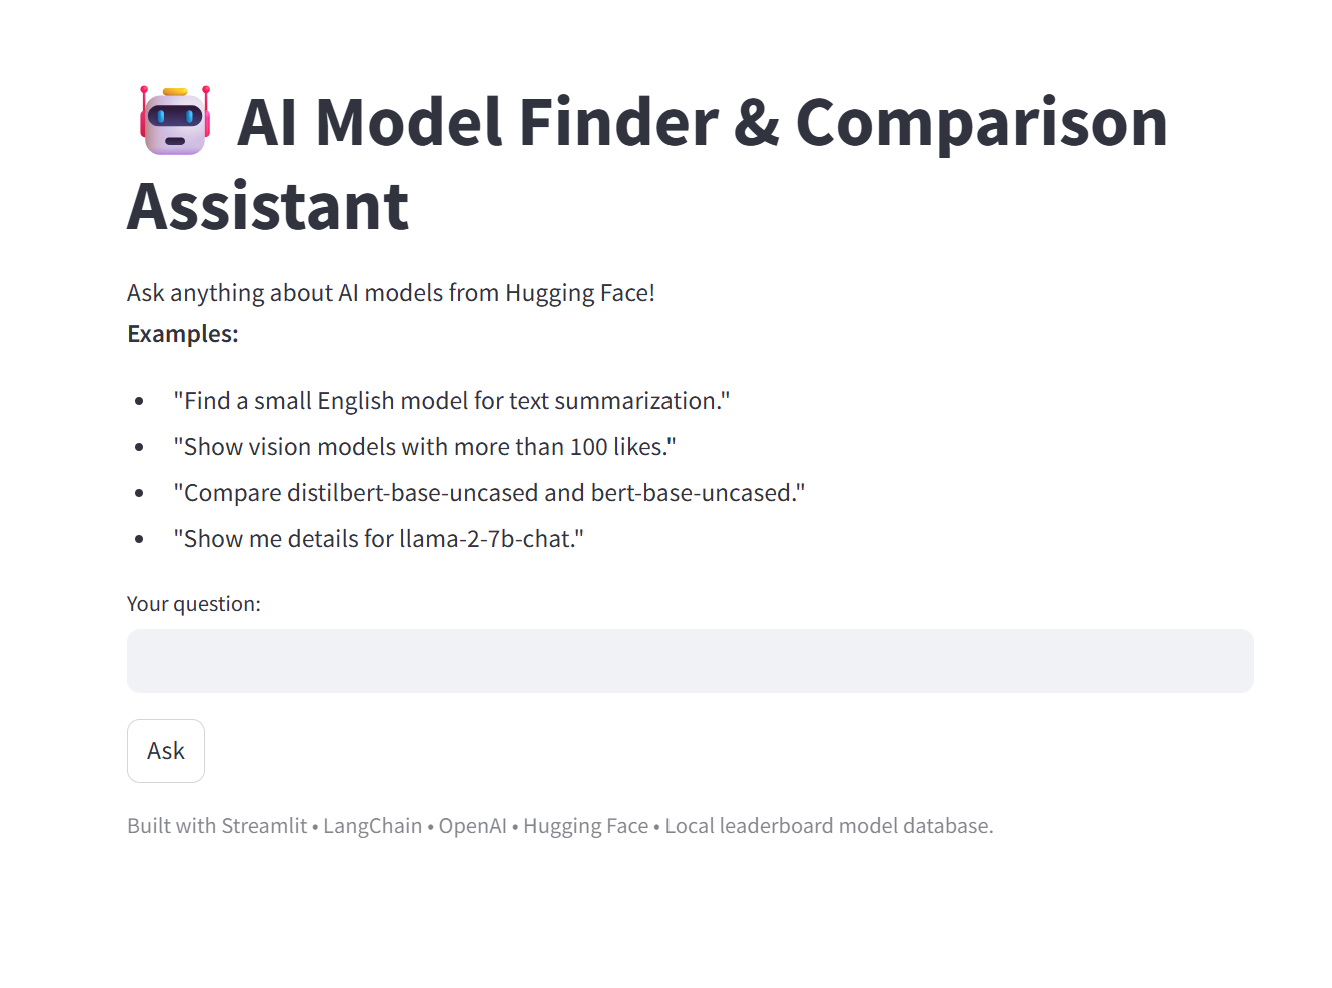 AI Model Finder & Comparison
Assistant
Ask anything about AI models from Hugging Face!
Examples:
• "Find a small English model for text summarization."
• "Show vision models with more than 100 likes."
• "Compare distilbert-base-uncased and bert-base-uncased."
• "Show me details for llama-2-7b-chat."
Your question:
Ask
Built with Streamlit • LangChain • OpenAI • Hugging Face • Local leaderboard model database.